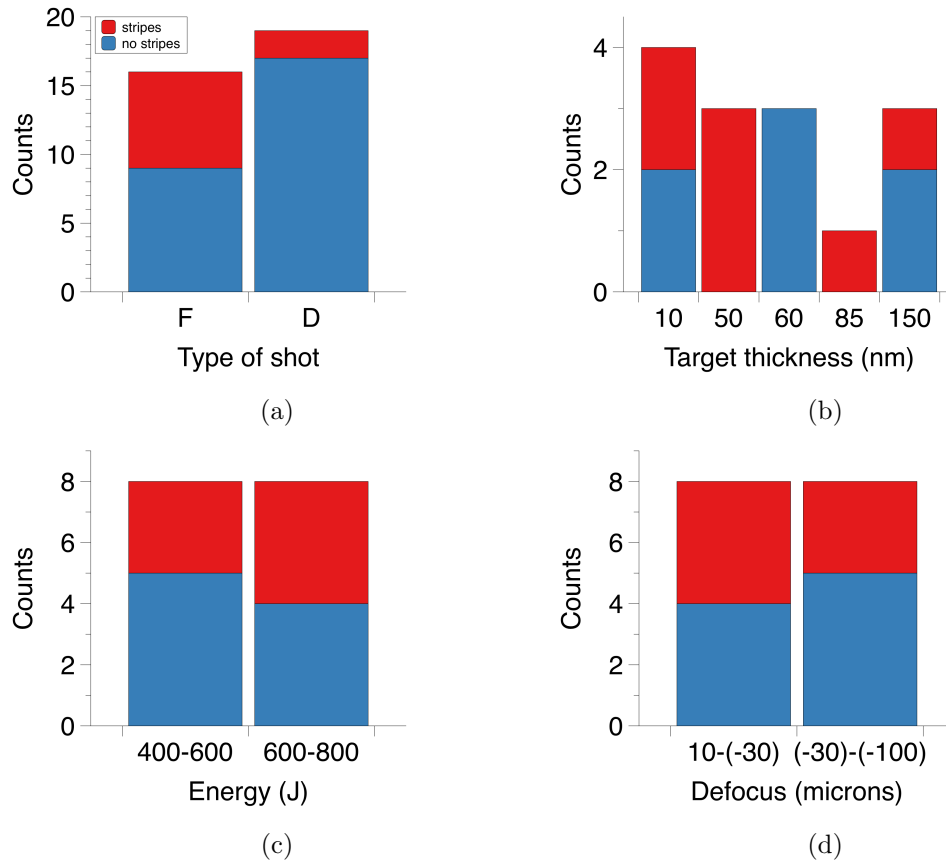 20
15
10
5
0
Counts
stripes
no stripes
F D
Type of shot
(a)
4
2
0
Counts
10 50 60 85 150
Target thickness (nm)
(b)
8
6
4
2
0
Counts
400-600 600-800
Energy (J)
(c)
8
6
4
2
0
Counts
10-(-30) (-30)-(-100)
Defocus (microns)
(d)